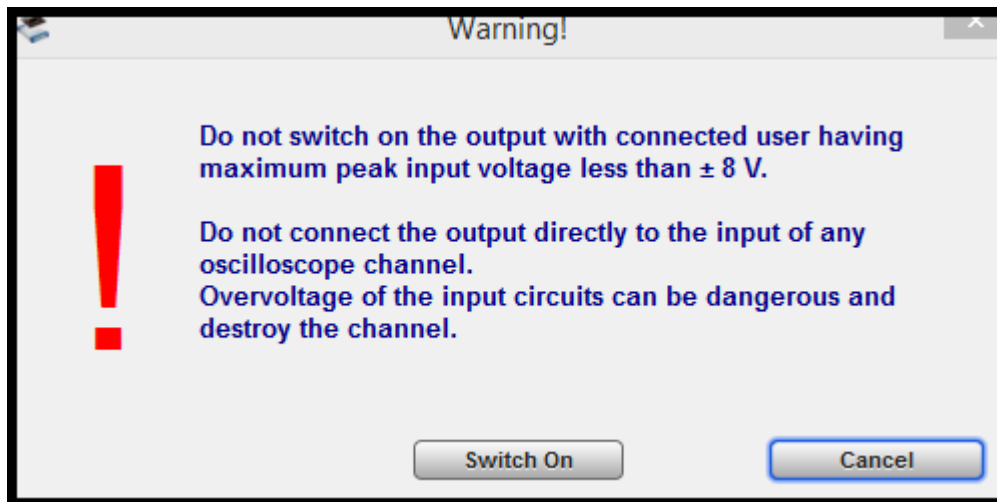 Warning!
Do not switch on the output with connected user having
maximum peak input voltage less than ± 8 V.
Do not connect the output directly to the input of any
oscilloscope channel.
Overvoltage of the input circuits can be dangerous and
destroy the channel.
Switch On Cancel